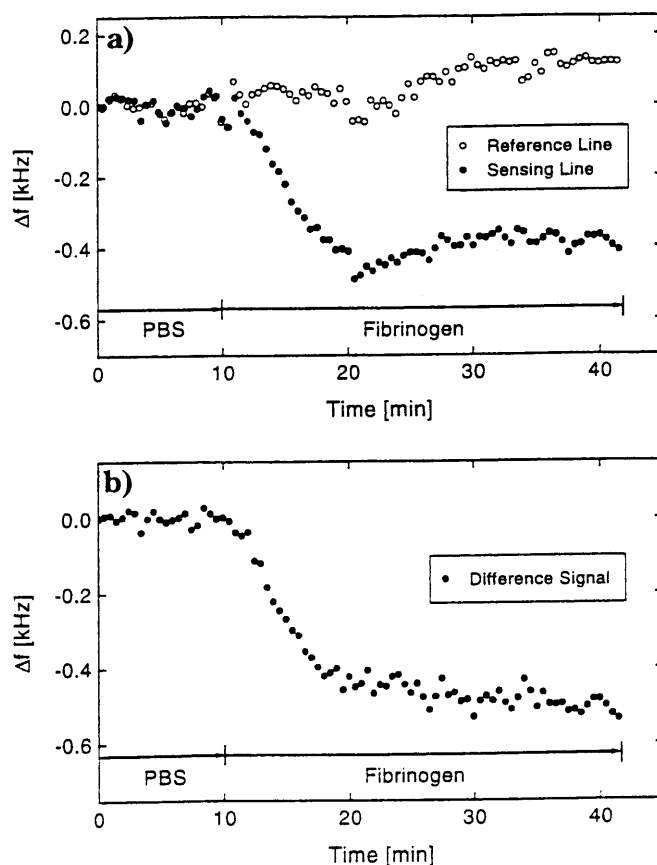 a)
0.2
0.0
-0.2
-0.4
-0.6
Δf [kHz]
Reference Line
Sensing Line
PBS
Fibrinogen
0
10
20
30
40
Time [min]
b)
0.0
-0.2
-0.4
-0.6
Δf [kHz]
Difference Signal
PBS
Fibrinogen
0
10
20
30
40
Time [min]